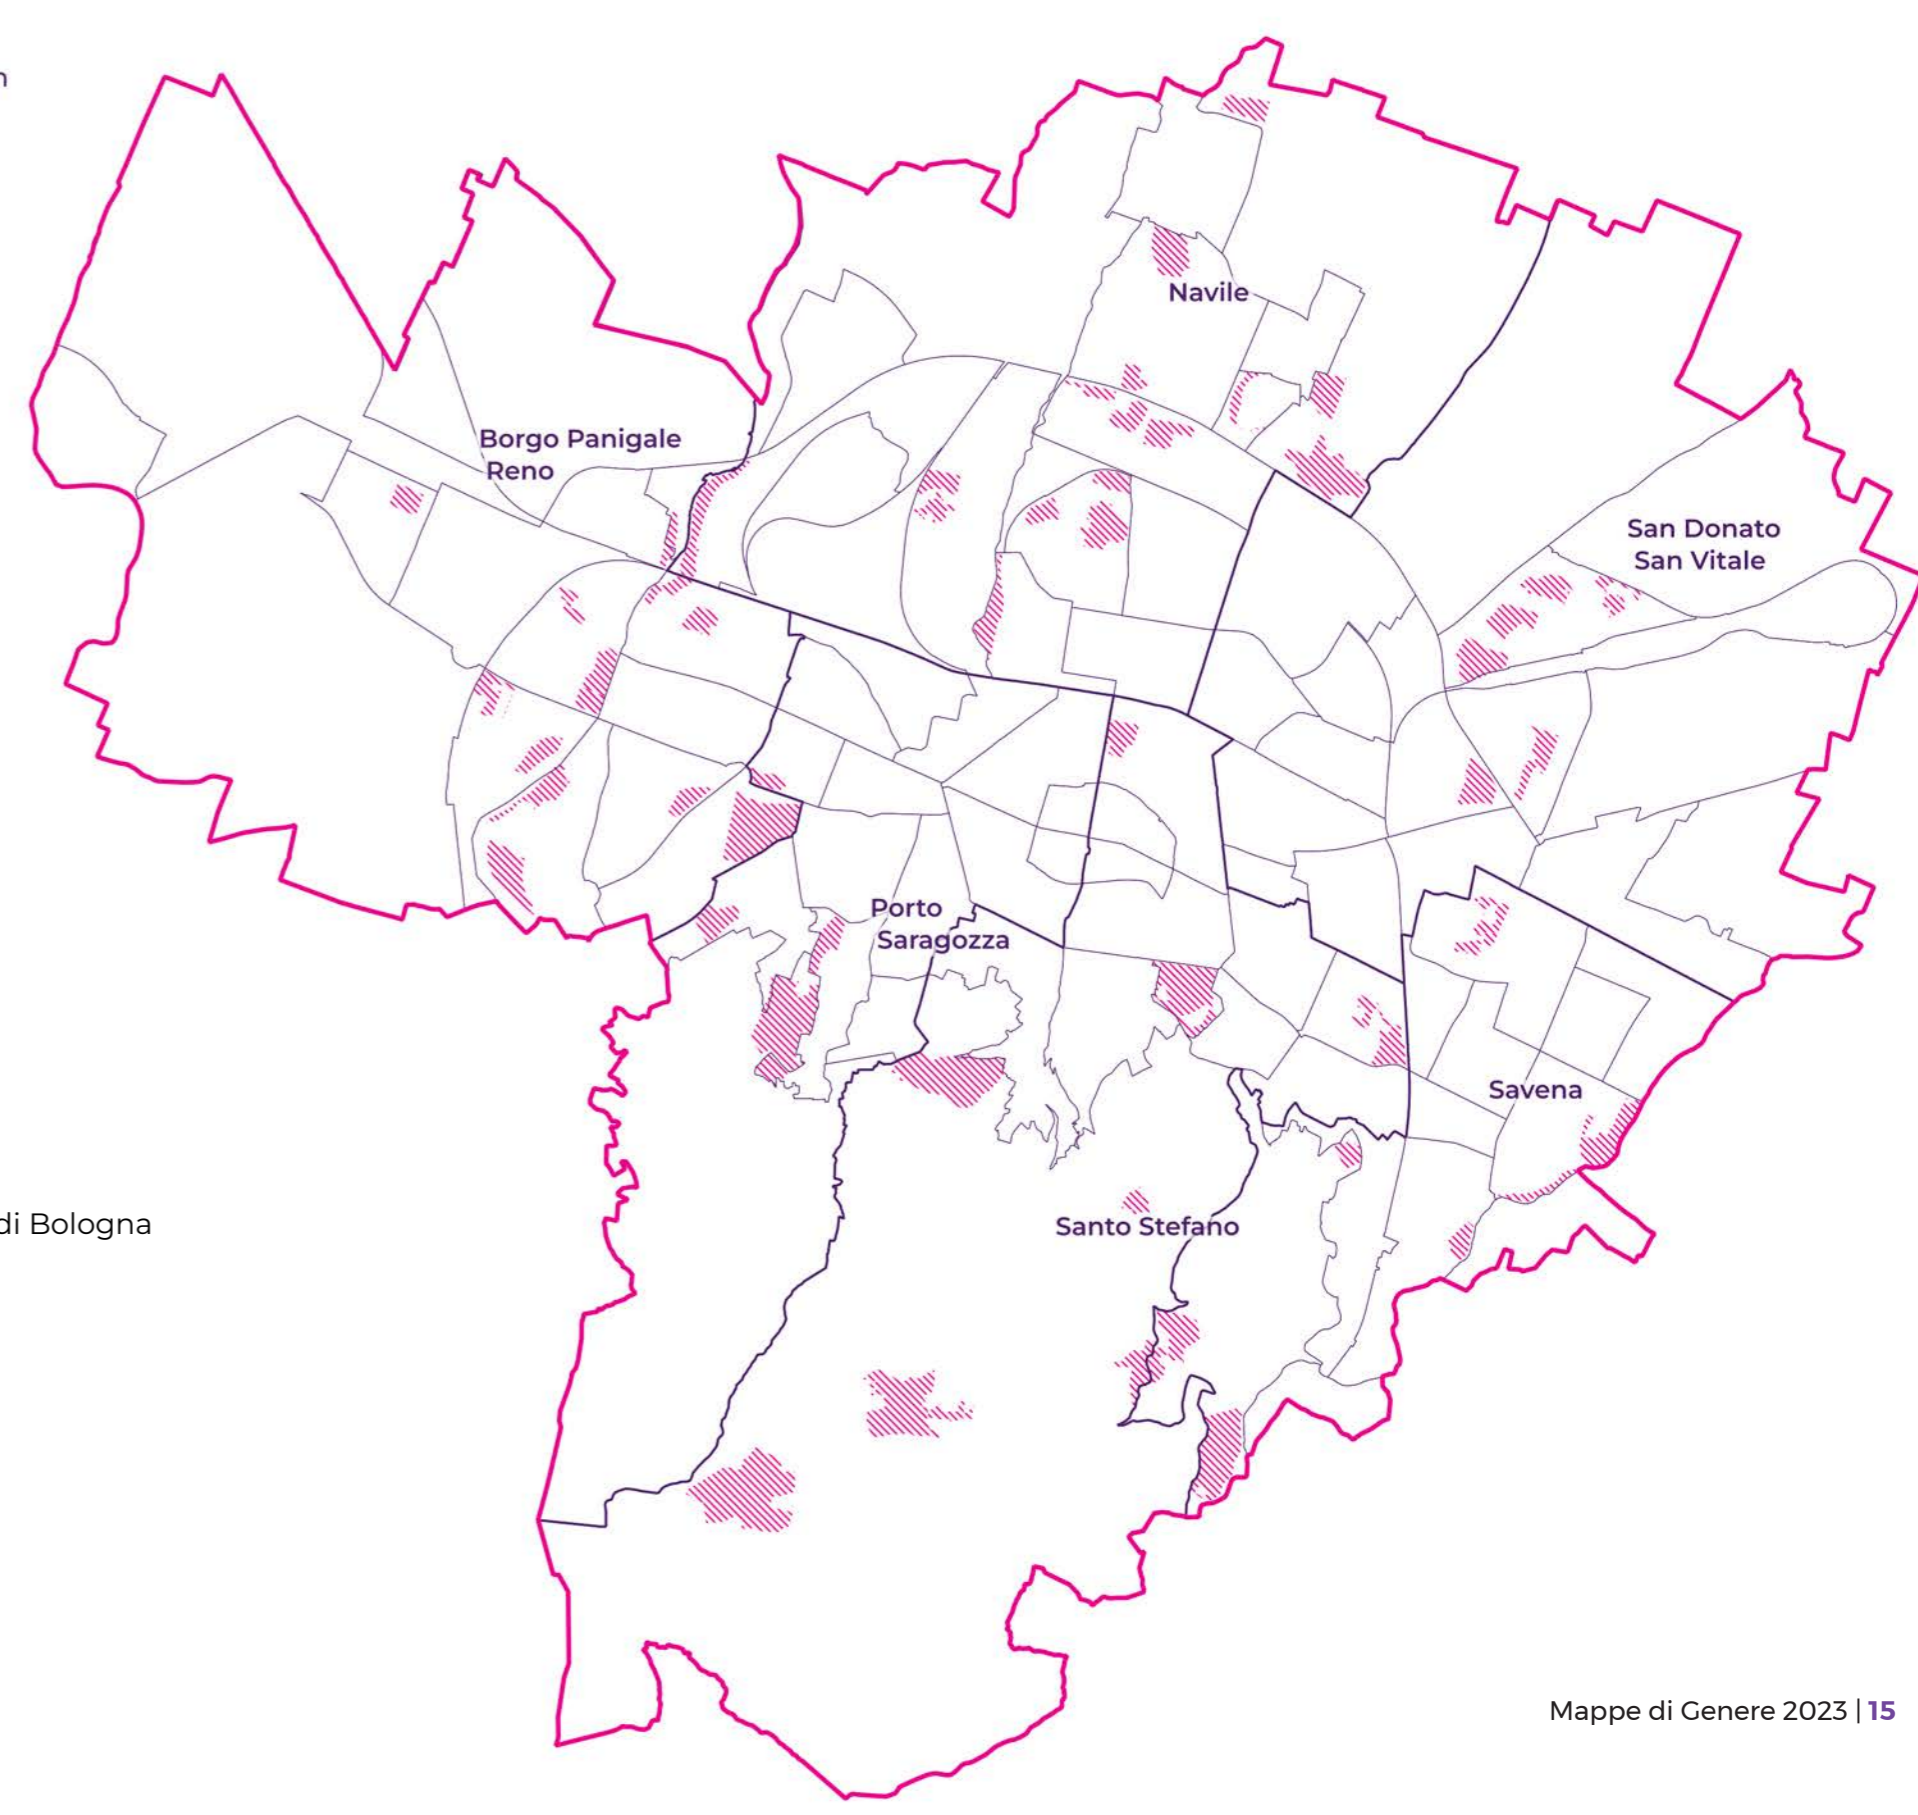 n
Navile
Borgo Panigale
Reno
San Donato
San Vitale
Porto
Saragozza
Savena
Santo Stefano
di Bologna
Mappe di Genere 2023 | 15